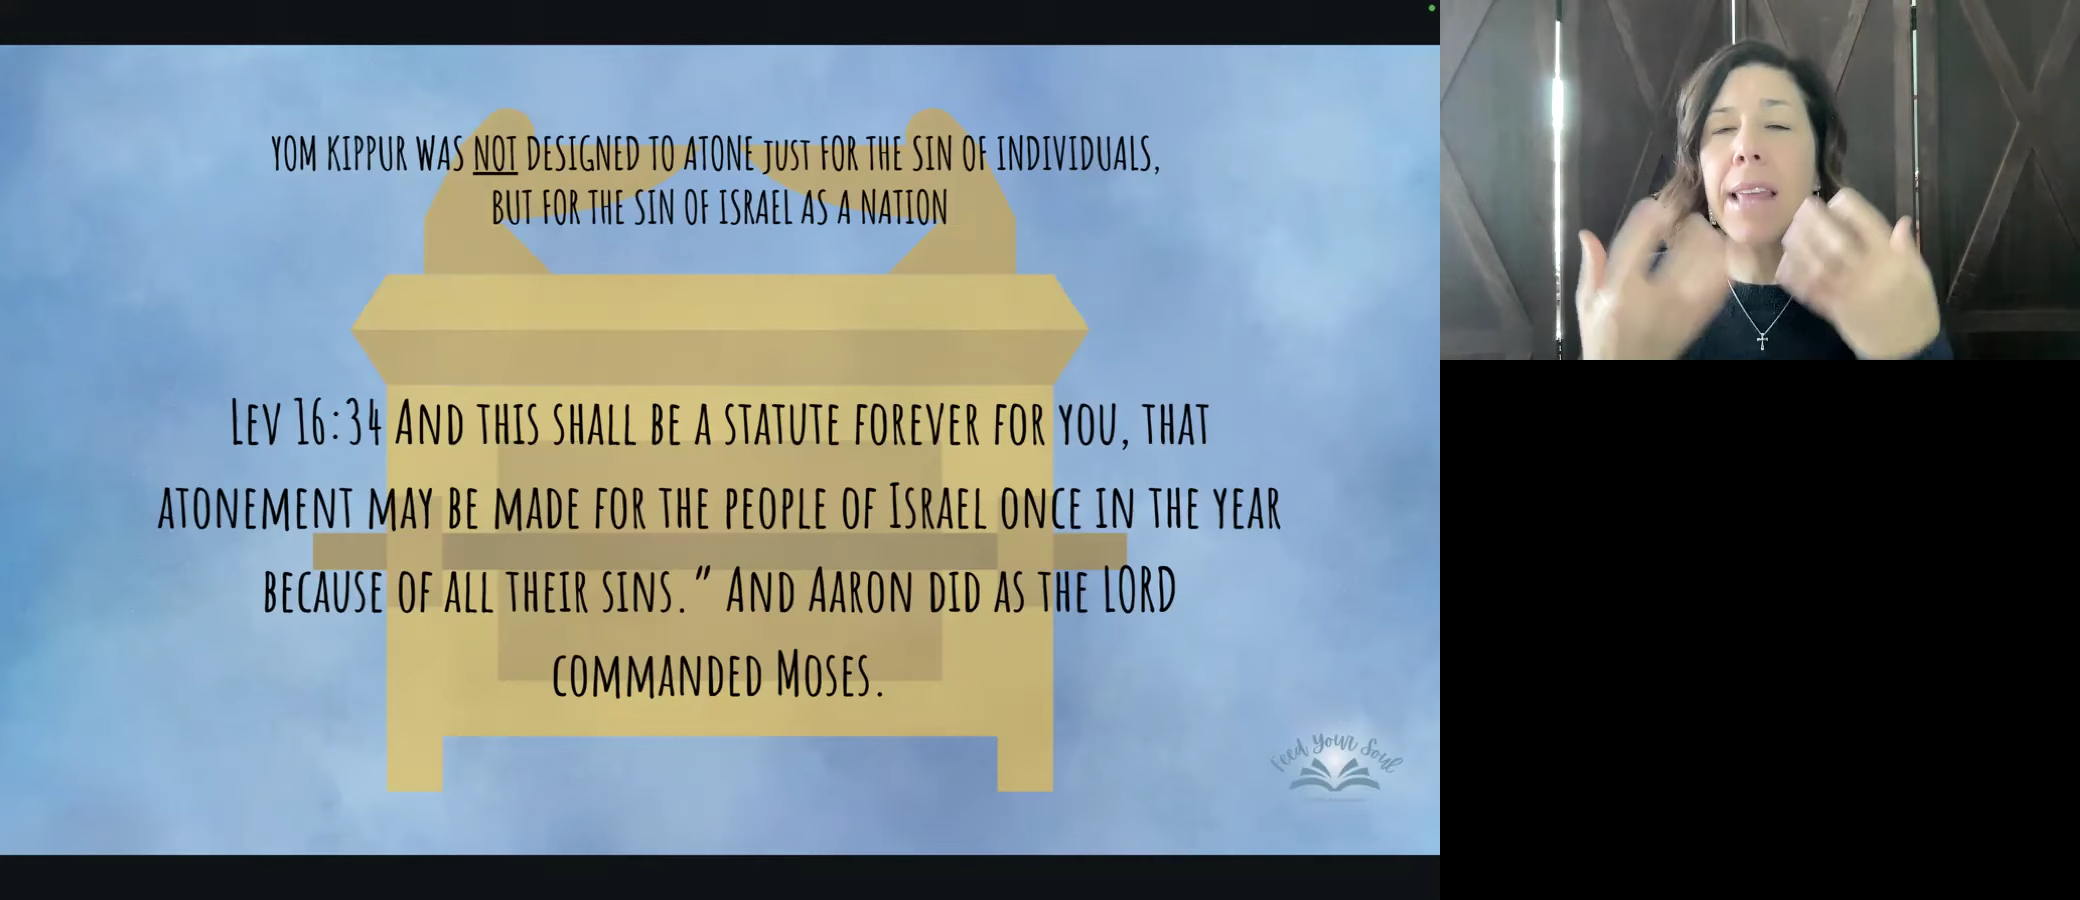 YOM KIPPUR WAS NOT DESIGNED TO ATONE JUST FOR THE SIN OF INDIVIDUALS,
BUT FOR THE SIN OF ISRAEL AS A NATION
Lev 16:34 And this shall be a statute forever for you, that
atonement may be made for the people of Israel once in the year
because of all their sins.” And Aaron did as the LORD
commanded Moses.
Feed Your Soul